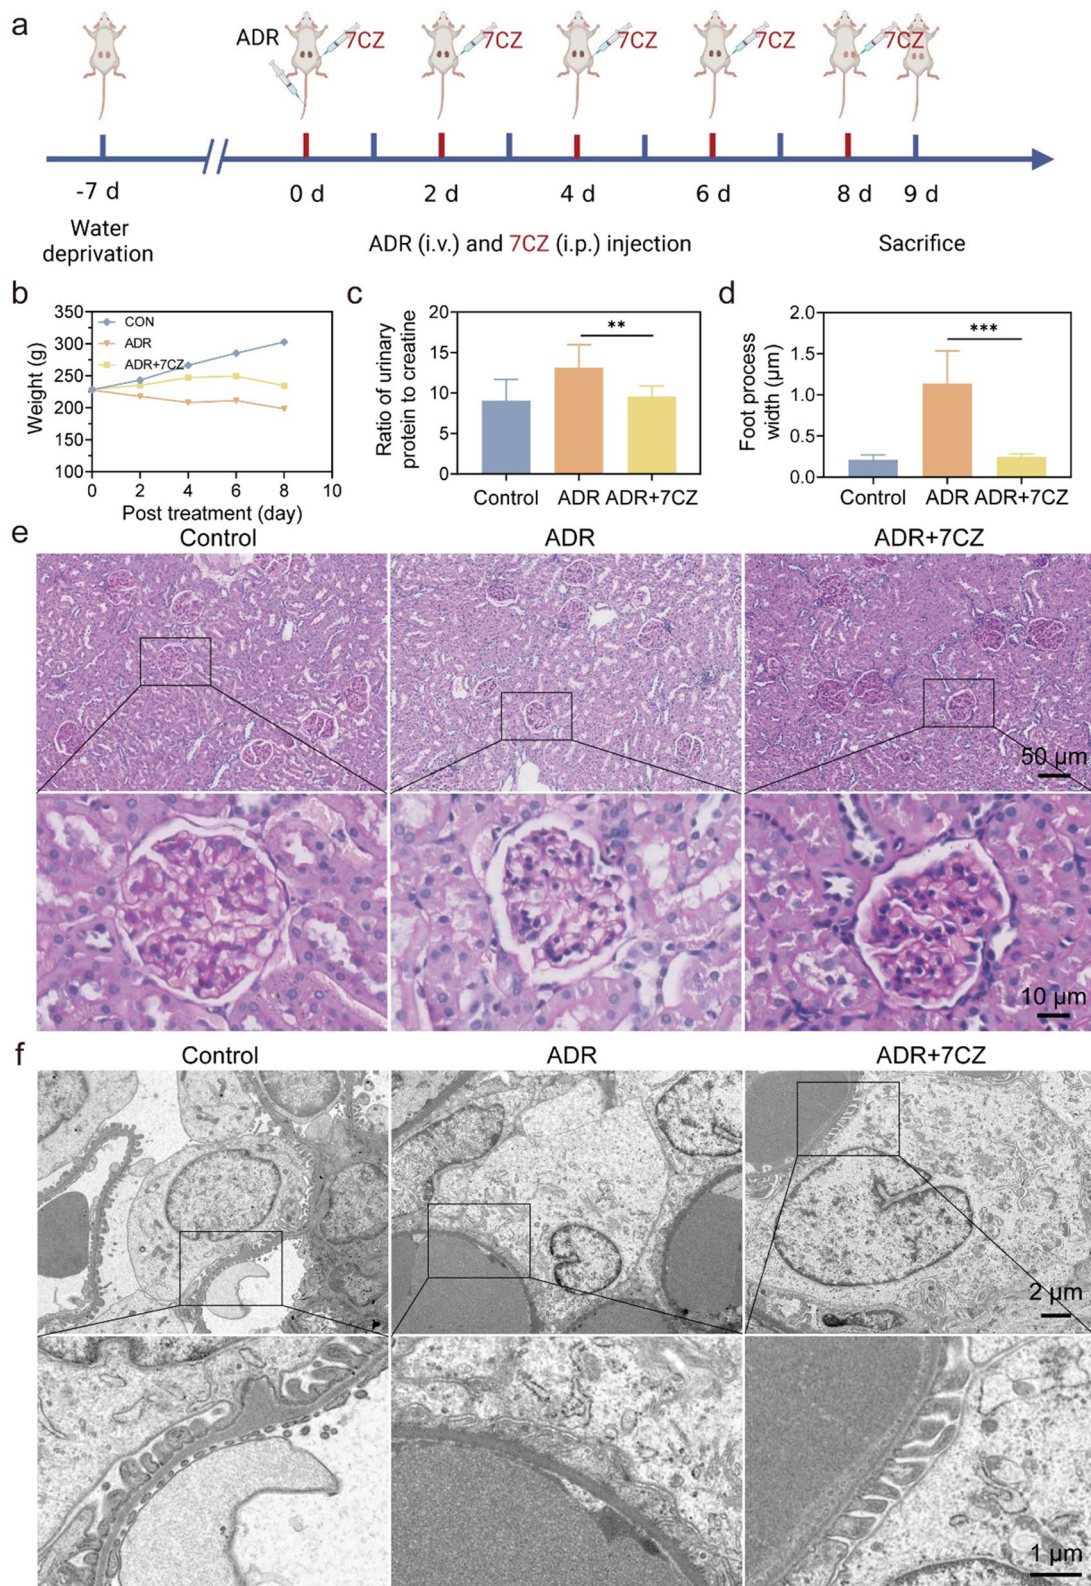 a
ADR 7CZ 7CZ 7CZ 7CZ 7CZ
-7 d 0 d 2 d 4 d 6 d 8 d 9 d
Water
deprivation
ADR (i.v.) and 7CZ (i.p.) injection
Sacrifice
b
Weight (g)
350
300
250
200
150
100
CON
ADR
ADR+7CZ
0 2 4 6 8 10
Post treatment (day)
c
Ratio of urinary
protein to creatine
20
15
10
5
0
**
Control ADR ADR+7CZ
d
Foot process
width (μm)
2.0
1.5
1.0
0.5
0.0
***
Control ADR ADR+7CZ
e
Control ADR ADR+7CZ
50 μm
10 μm
f
Control ADR ADR+7CZ
2 μm
1 μm